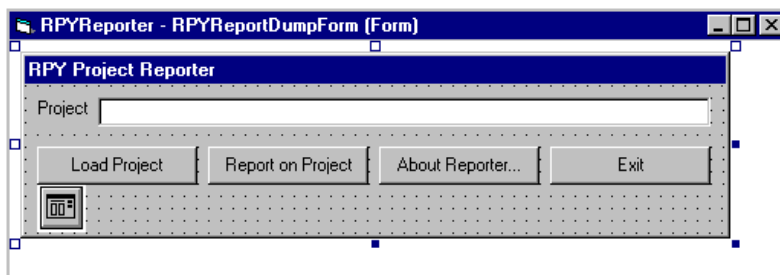 RPYReporter - RPYReportDumpForm (Form)
RPY Project Reporter
Project
Load Project Report on Project About Reporter... Exit